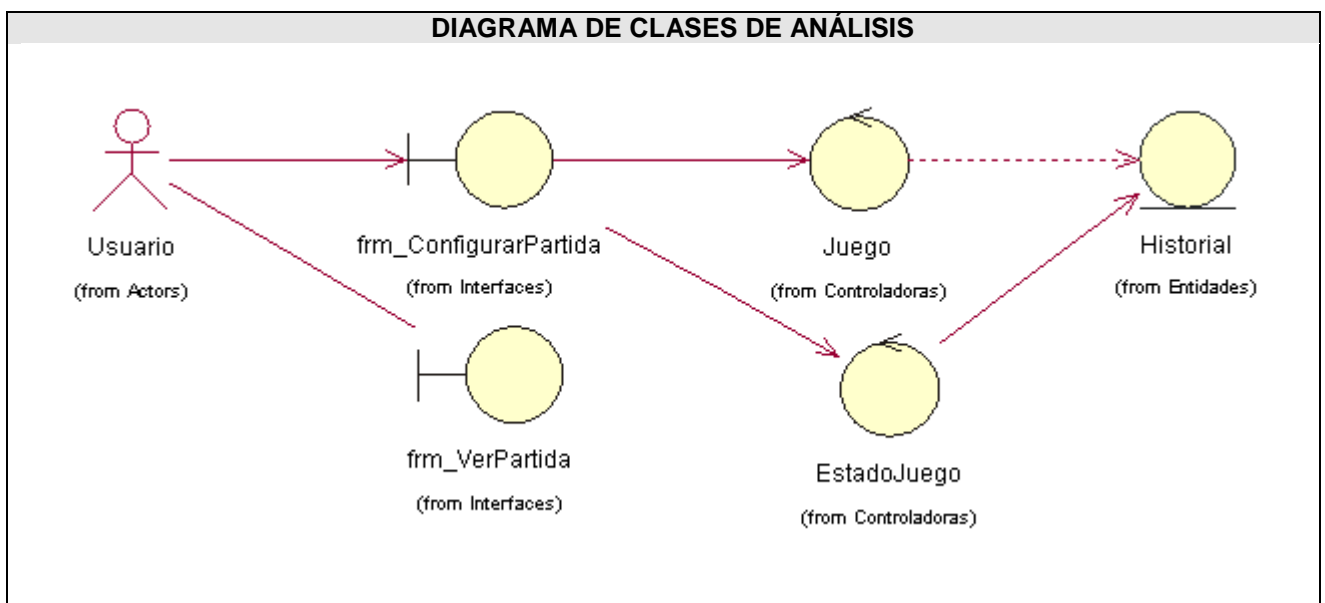 DIAGRAMA DE CLASES DE ANÁLISIS
Usuario
(from Actors)
frm_ConfigurarPartida
(from Interfaces)
Juego
(from Controladoras)
Historial
(from Entidades)
frm_VerPartida
(from Interfaces)
EstadoJuego
(from Controladoras)